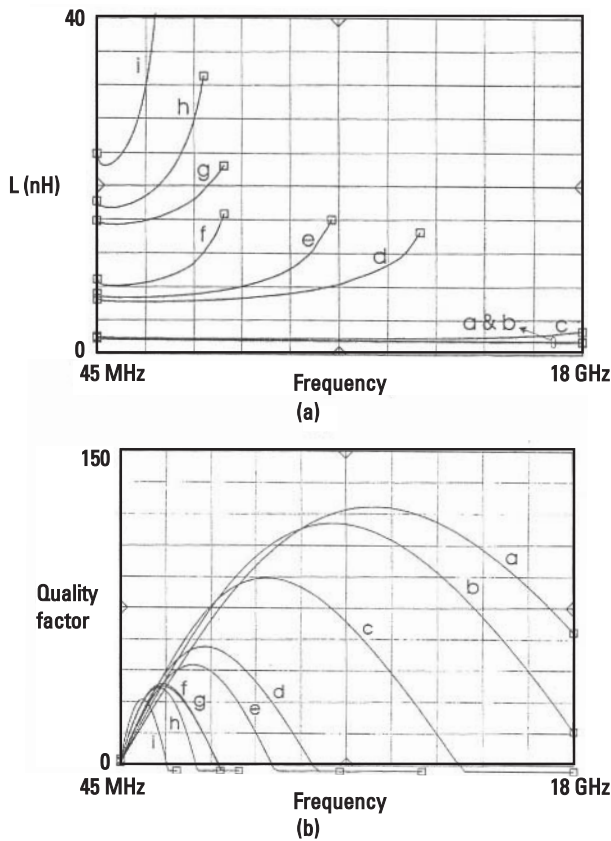 40
i
h
L (nH)
g
f
e
d
a & b
c
0
45 MHz
Frequency
18 GHz
(a)
150
a
Quality
factor
b
c
f
g
d
h
e
i
0
45 MHz
Frequency
18 GHz
(b)